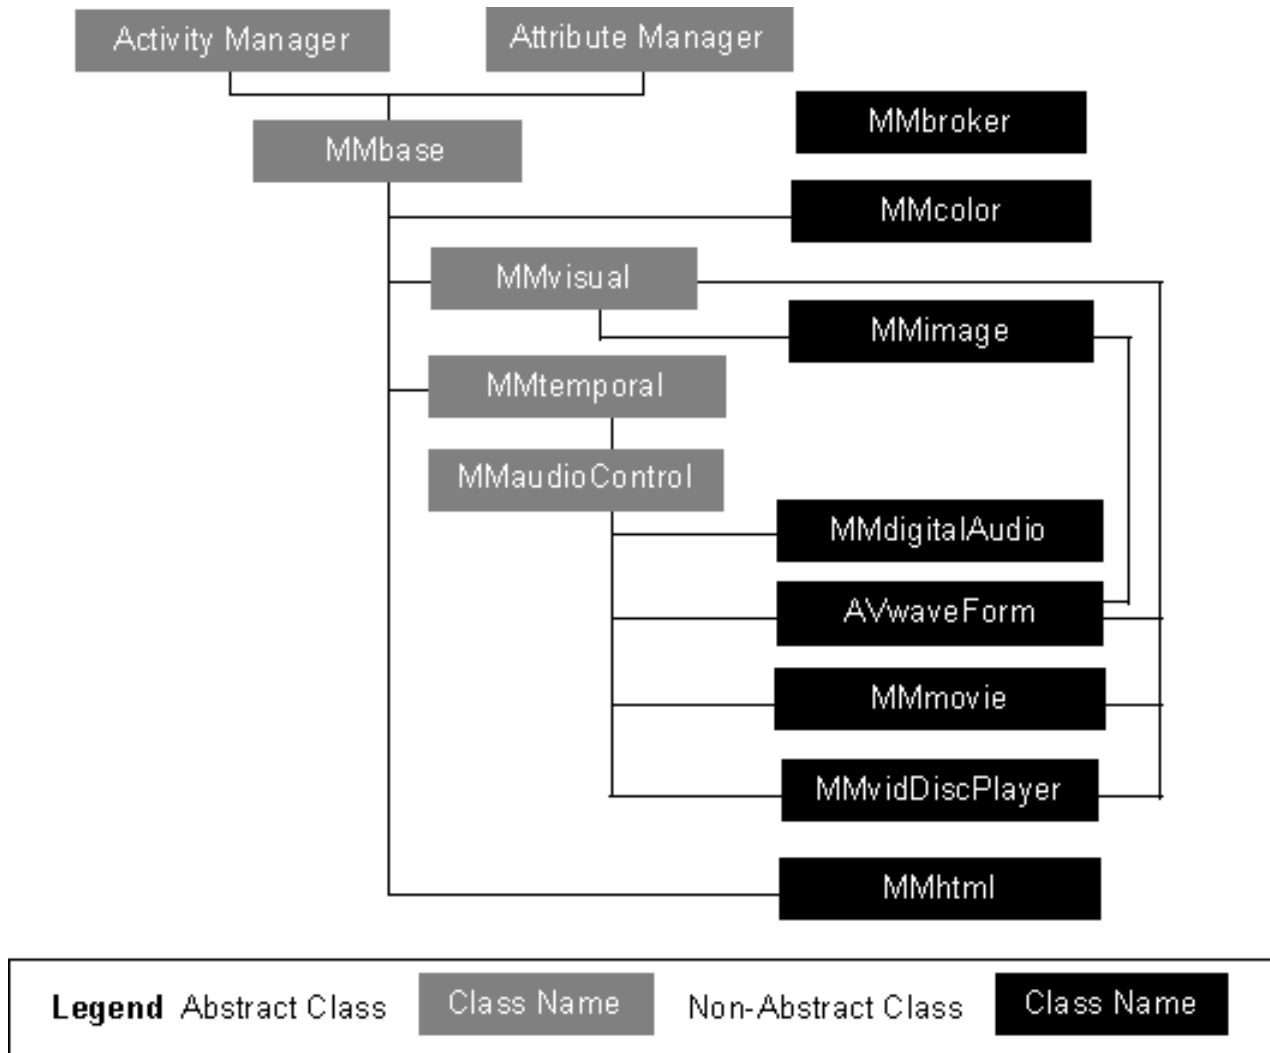 Activity Manager
Attribute Manager
MMbroker
MMbase
MMcolor
MMvisual
MMimage
MMtemporal
MMaudioControl
MMdigitalAudio
AVwaveForm
MMmovie
MMvidDiscPlayer
MMhtml
Legend Abstract Class Class Name Non-Abstract Class Class Name